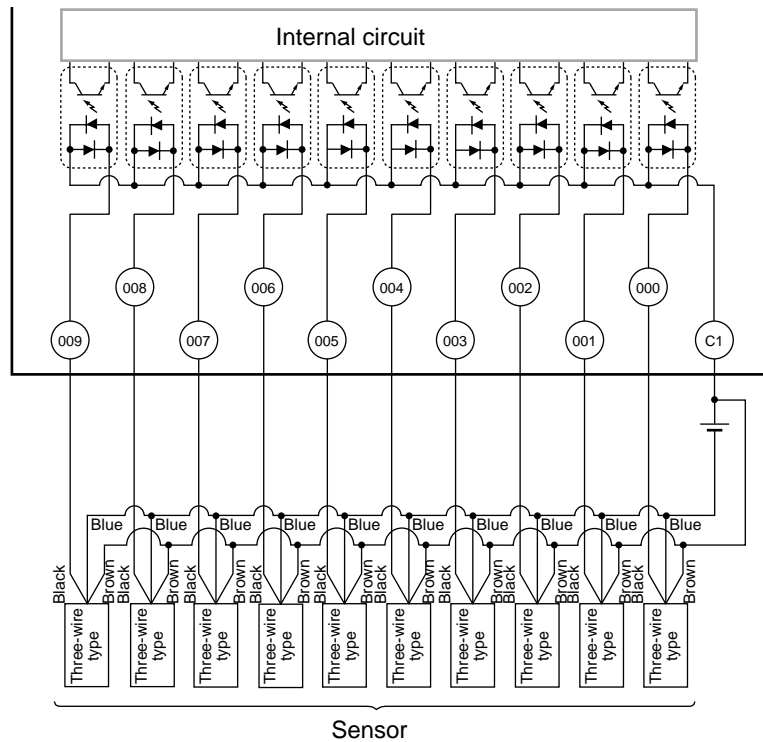 Internal circuit
008 006 004 002 000
009 007 005 003 001 C1
Blue Blue Blue Blue Blue Blue Blue Blue Blue Blue
Black Brown Black Brown Black Brown Black Brown Black Brown Black Brown Black Brown Black Brown Black Brown Black Brown
Three-wire
type
Three-wire
type
Three-wire
type
Three-wire
type
Three-wire
type
Three-wire
type
Three-wire
type
Three-wire
type
Three-wire
type
Three-wire
type
Sensor